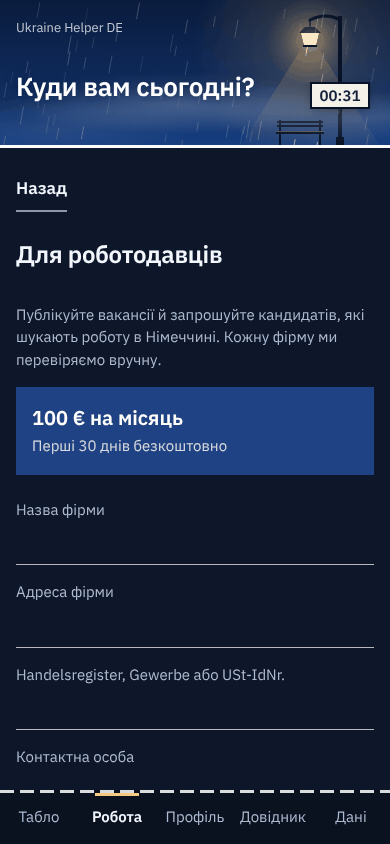 Ukraine Helper DE
Куди вам сьогодні?
00:31
Назад
Для роботодавців
Публікуйте вакансії й запрошуйте кандидатів, які
шукають роботу в Німеччині. Кожну фірму ми
перевіряємо вручну.
100 € на місяць
Перші 30 днів безкоштовно
Назва фірми
Адреса фірми
Handelsregister, Gewerbe або USt-IdNr.
Контактна особа
Табло Робота Профіль Довідник Дані